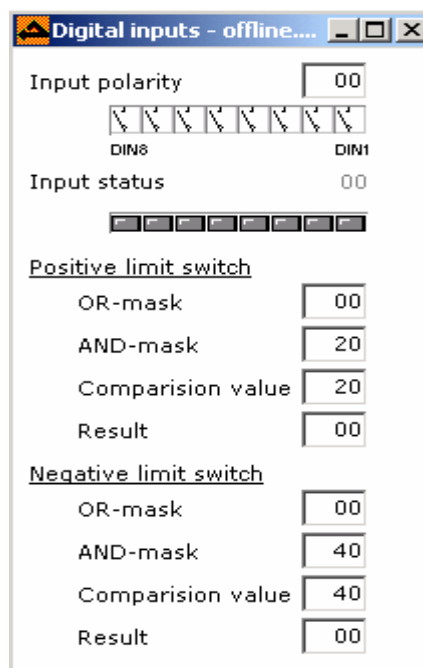 Digital inputs - offline....
Input polarity 00
DIN8 DIN1
Input status 00
Positive limit switch
OR-mask 00
AND-mask 20
Comparision value 20
Result 00
Negative limit switch
OR-mask 00
AND-mask 40
Comparision value 40
Result 00